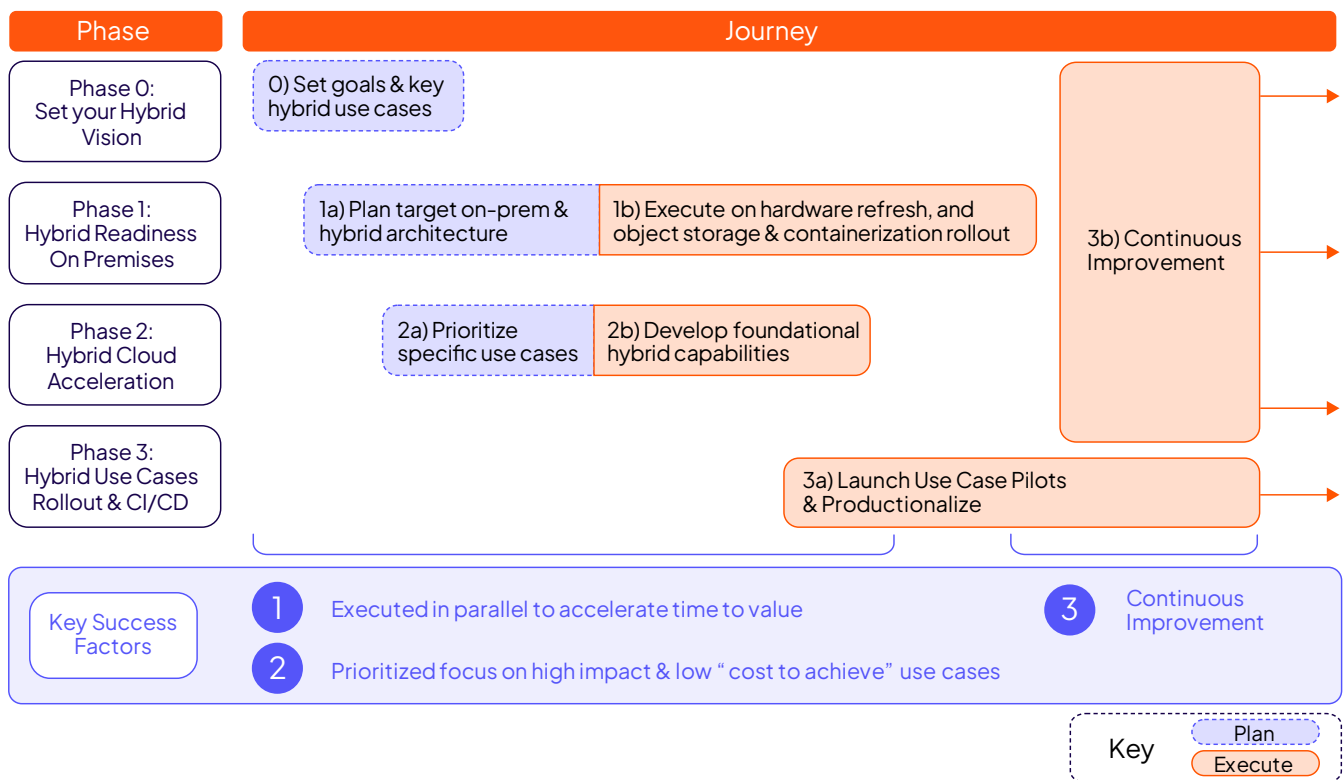 Phase
Journey
Phase 0:
Set your Hybrid
Vision
0) Set goals & key
hybrid use cases
Phase 1:
Hybrid Readiness
On Premises
1a) Plan target on-prem &
hybrid architecture
1b) Execute on hardware refresh, and
object storage & containerization rollout
3b) Continuous
Improvement
Phase 2:
Hybrid Cloud
Acceleration
2a) Prioritize
specific use cases
2b) Develop foundational
hybrid capabilities
Phase 3:
Hybrid Use Cases
Rollout & CI/CD
3a) Launch Use Case Pilots
& Productionalize
Key Success
Factors
1
Executed in parallel to accelerate time to value
2
Prioritized focus on high impact & low “ cost to achieve” use cases
3
Continuous
Improvement
Key
Plan
Execute